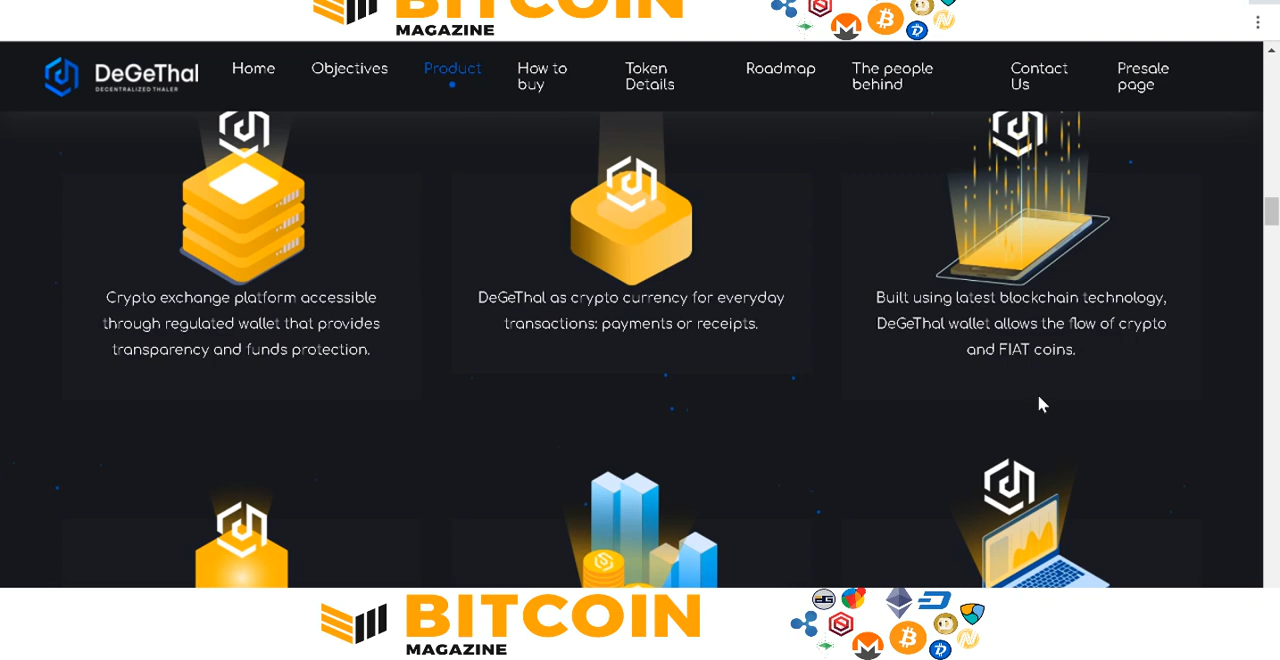 BITCOIN
MAGAZINE
DeGeThal
DECENTRALIZED THALER
Home
Objectives
Product
How to
buy
Token
Details
Roadmap
The people
behind
Contact
Us
Presale
page
Crypto exchange platform accessible
through regulated wallet that provides
transparency and funds protection.
DeGeThal as crypto currency for everyday
transactions: payments or receipts.
Built using latest blockchain technology,
DeGeThal wallet allows the flow of crypto
and FIAT coins.
BITCOIN
MAGAZINE